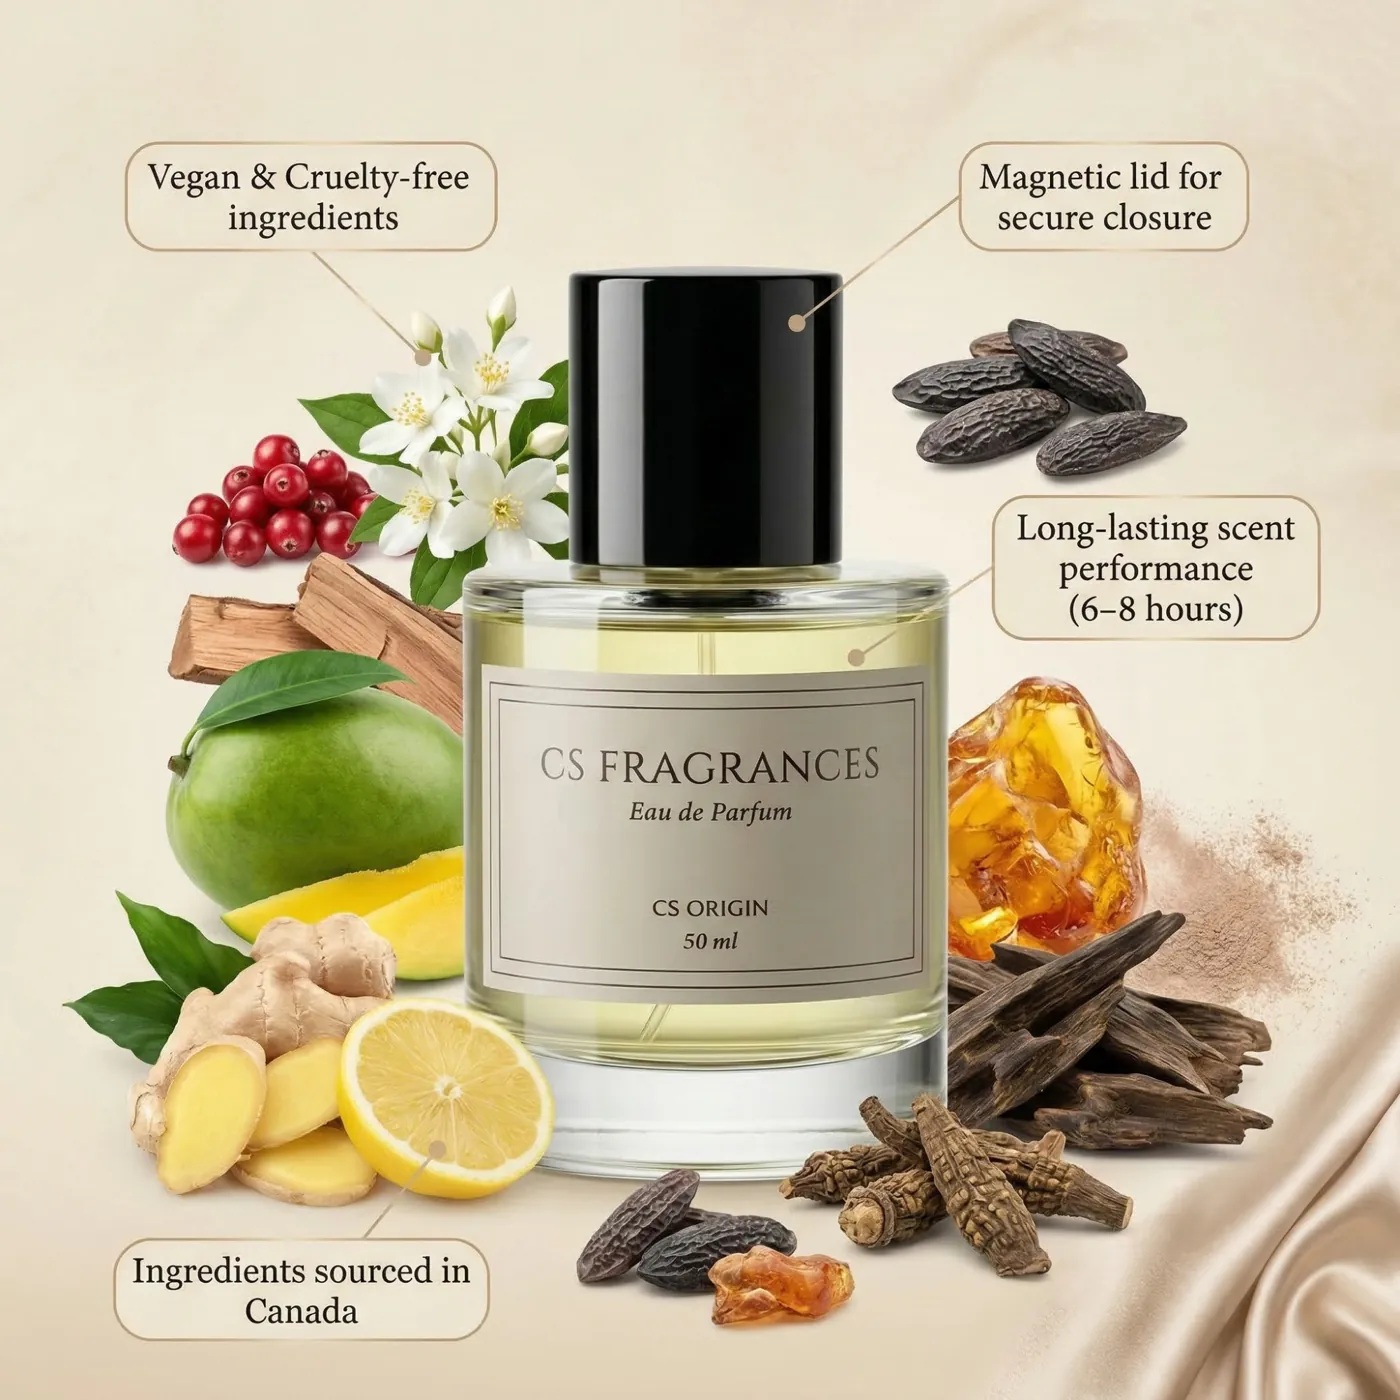 Vegan & Cruelty-free
ingredients
Magnetic lid for
secure closure
Long-lasting scent
performance
(6–8 hours)
CS FRAGRANCES
Eau de Parfum
CS ORIGIN
50 ml
Ingredients sourced in
Canada